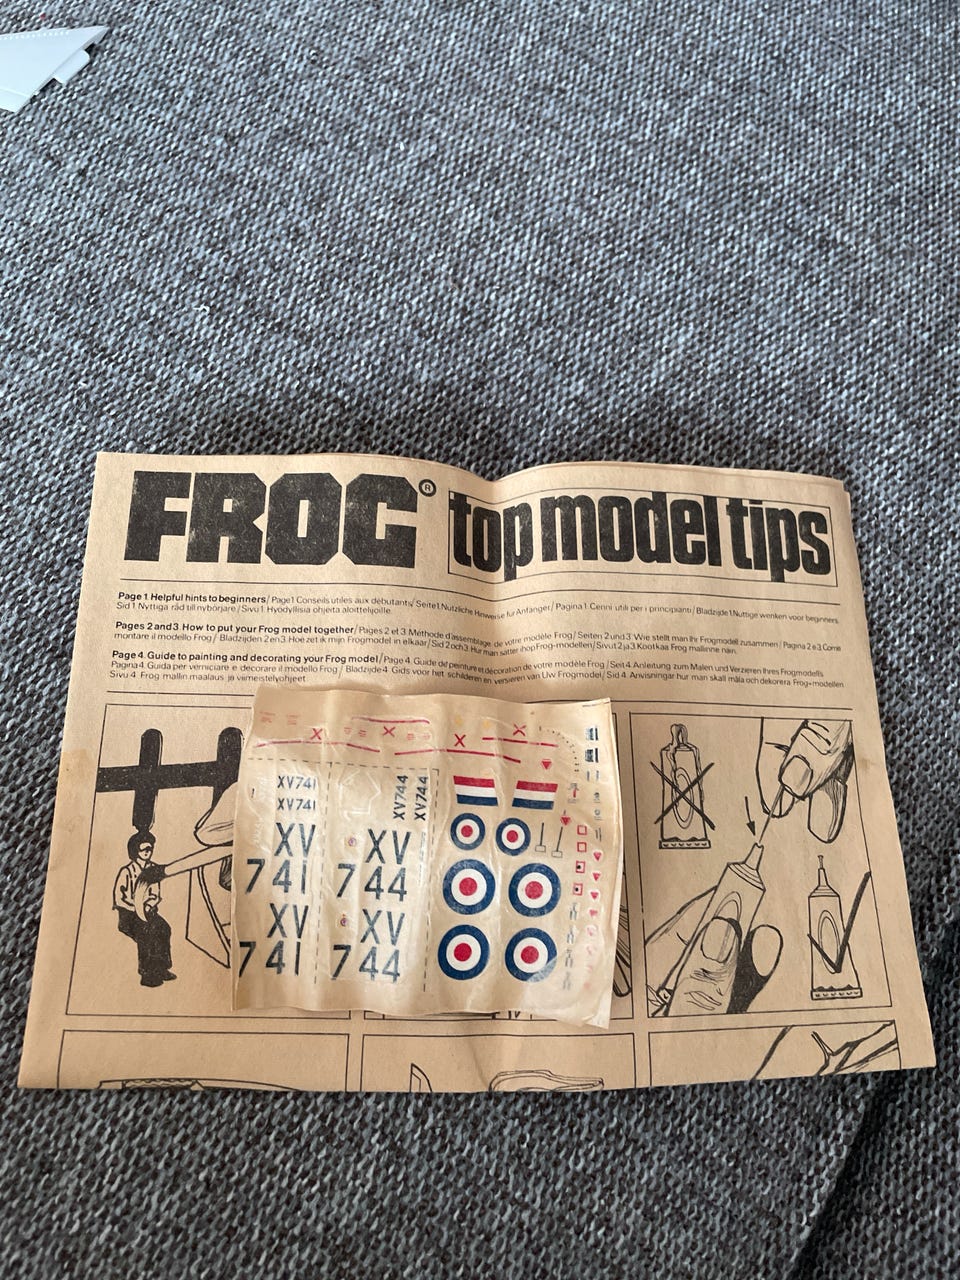 FROG®
top model tips
Page 1. Helpful hints to beginners/Page 1 Conseils utiles aux débutants/Seite 1 Nützliche Hinweise für Anfänger/Pagina 1. Cenni utili per i principianti/Bladzijde 1 Nuttige wenken voor beginners
Sid 1 Nyttiga råd till nybörjare/Sivu 1. Hyödyllisiä ohjeita aloittelijoille.
Pages 2 and 3. How to put your Frog model together/Pages 2 et 3. Méthode d'assemblage de votre modèle Frog/Seiten 2 und 3. Wie stellt man Ihr Frogmodell zusammen/Pagina 2 e 3. Come
montare il modello Frog/Bladzijden 2 en 3. Hoe zet ik mijn Frogmodel in elkaar/Sid 2 och 3. Hur man sätter ihop Frog-modellen/Sivut 2 ja 3. Kootkaa Frog mallinne näin.
Page 4. Guide to painting and decorating your Frog model/Page 4. Guide de peinture et décoration de votre modèle Frog/Seit 4. Anleitung zum Malen und Verzieren Ihres Frogmodells
Pagina 4. Guida per verniciare e decorare il modello Frog/Bladzijde 4. Gids voor het schilderen en versieren van Uw Frogmodel/Sid 4. Anvisningar hur man skall måla och dekorera Frog-modellen
Sivu 4. Frog mallin maalaus ja viimeistelyohjeet
XV741
XV741
XV744
XV744
XV
741
XV
744
XV
741
XV
744